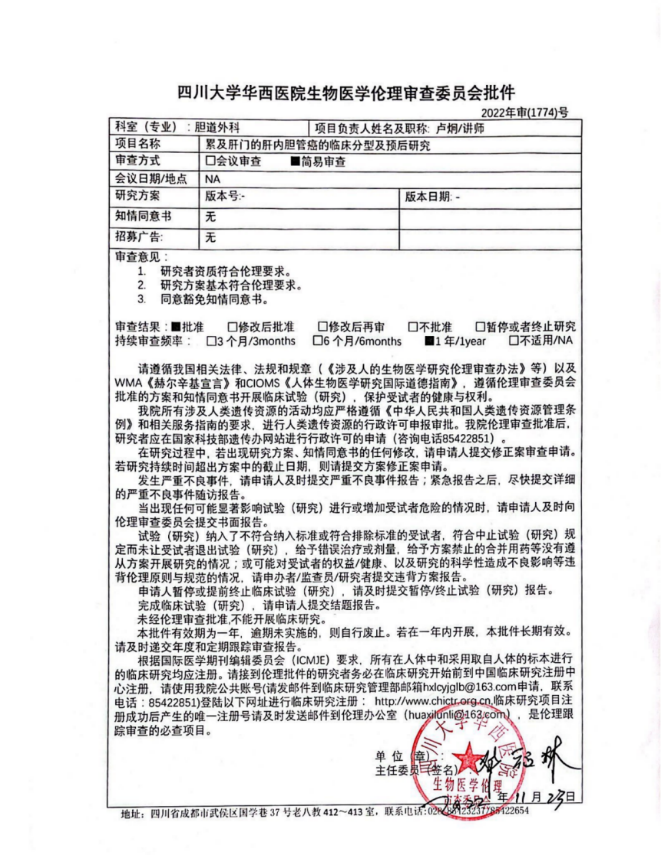 四川大学华西医院生物医学伦理审查委员会批件
2022年审(1774)号
科室（专业）：胆道外科 项目负责人姓名及职称: 卢炯/讲师
项目名称 累及肝门的肝内胆管癌的临床分型及预后研究
审查方式 □会议审查 ■简易审查
会议日期/地点 NA
研究方案 版本号:- 版本日期: -
知情同意书 无
招募广告: 无
审查意见：
1. 研究者资质符合伦理要求。
2. 研究方案基本符合伦理要求。
3. 同意豁免知情同意书。
审查结果：■批准 □修改后批准 □修改后再审 □不批准 □暂停或者终止研究
持续审查频率： □3 个月/3months □6 个月/6months ■1 年/1year □不适用/NA
请遵循我国相关法律、法规和规章（《涉及人的生物医学研究伦理审查办法》等）以及
WMA《赫尔辛基宣言》和CIOMS《人体生物医学研究国际道德指南》，遵循伦理审查委员会
批准的方案和知情同意书开展临床试验（研究），保护受试者的健康与权利。
我院所有涉及人类遗传资源的活动均应严格遵循《中华人民共和国人类遗传资源管理条
例》和相关服务指南的要求，进行人类遗传资源的行政许可申报审批。我院伦理审查批准后，
研究者应在国家科技部遗传办网站进行行政许可的申请（咨询电话85422851）。
在研究过程中，若出现研究方案、知情同意书的任何修改，请申请人提交修正案审查申请。
若研究持续时间超出方案中的截止日期，则请提交方案修正案申请。
发生严重不良事件，请申请人及时提交严重不良事件报告；紧急报告之后，尽快提交详细
的严重不良事件随访报告。
当出现任何可能显著影响试验（研究）进行或增加受试者危险的情况时，请申请人及时向
伦理审查委员会提交书面报告。
试验（研究）纳入了不符合纳入标准或符合排除标准的受试者，符合中止试验（研究）规
定而未让受试者退出试验（研究），给予错误治疗或剂量，给予方案禁止的合并用药等没有遵
从方案开展研究的情况；或可能对受试者的权益/健康、以及研究的科学性造成不良影响等违
背伦理原则与规范的情况，请申办者/监查员/研究者提交违背方案报告。
申请人暂停或提前终止临床试验（研究），请及时提交暂停/终止试验（研究）报告。
完成临床试验（研究），请申请人提交结题报告。
未经伦理审查批准,不能开展临床研究。
本批件有效期为一年，逾期未实施的，则自行废止。若在一年内开展，本批件长期有效。
请及时递交年度和定期跟踪审查报告。
根据国际医学期刊编辑委员会（ICMJE）要求，所有在人体中和采用取自人体的标本进行
的临床研究均应注册。请接到伦理批件的研究者务必在临床研究开始前到中国临床研究注册中
心注册，请使用我院公共账号(请发邮件到临床研究管理部邮箱hxlcyjglb@163.com申请，联系
电话：85422851)登陆以下网址进行临床研究注册： http://www.chictr.org.cn,临床研究项目注
册成功后产生的唯一注册号请及时发送邮件到伦理办公室（huaxilunli@163.com），是伦理跟
踪审查的必查项目。
单 位（章）：
主任委员（签名）：
四川大学华西医院
生物医学伦理
审查委员会
2022 年 11 月 23日
地址：四川省成都市武侯区国学巷 37 号老八教 412～413 室，联系电话:028-85423237/85422654